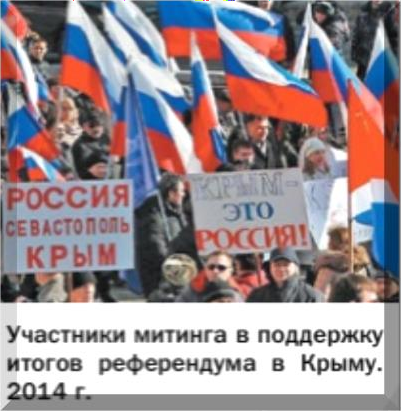 РОССИЯ
СЕВАСТОПОЛЬ
КРЫМ
КРЫМ-
ЭТО
РОССИЯ!
Участники митинга в поддержку
итогов референдума в Крыму.
2014 г.